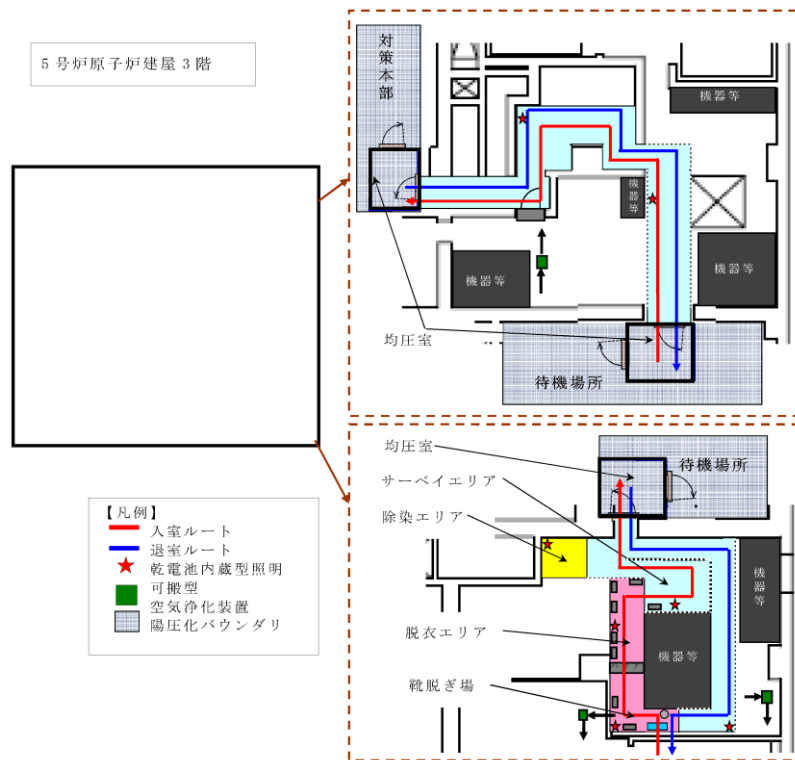 5号炉原子炉建屋3階
対策本部
機器等
機器等
機器等
機器等
均圧室
待機場所
均圧室
待機場所
サーベイエリア
除染エリア
機器等
脱衣エリア
機器等
靴脱ぎ場
【凡例】
入室ルート
退室ルート
乾電池内蔵型照明
可搬型
空気浄化装置
陽圧化バウンダリ